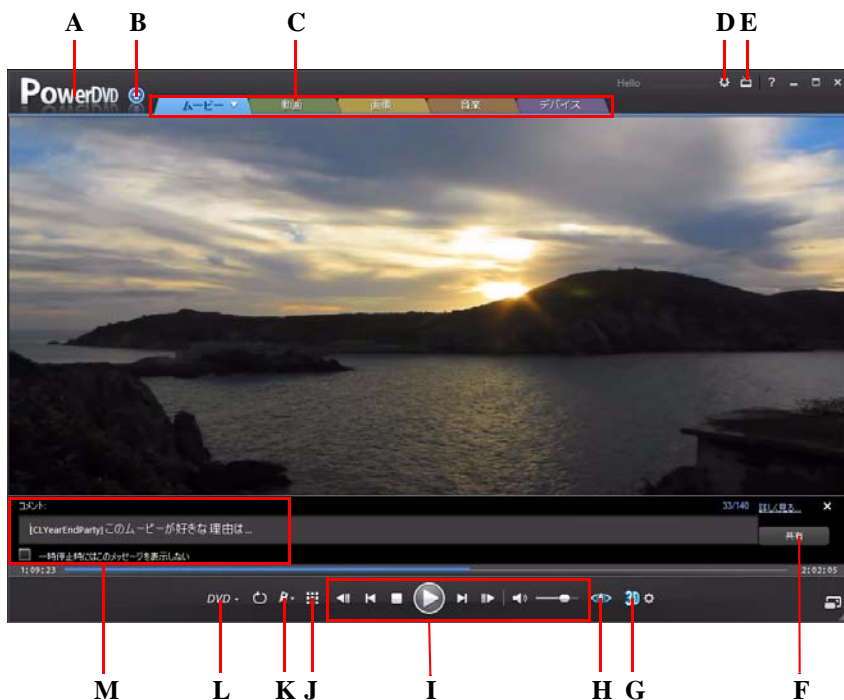 A B C D E
PowerDVD
Hello
?
ムービー 動画 画像 音楽 デバイス
コメント:
33/140 詳しく見る...
[CLYearEndParty] このムービーが好きな理由は...
共有
一時停止時にはこのメッセージを表示しない
1:09:23 2:02:05
DVD
3D
M L K J I H G F